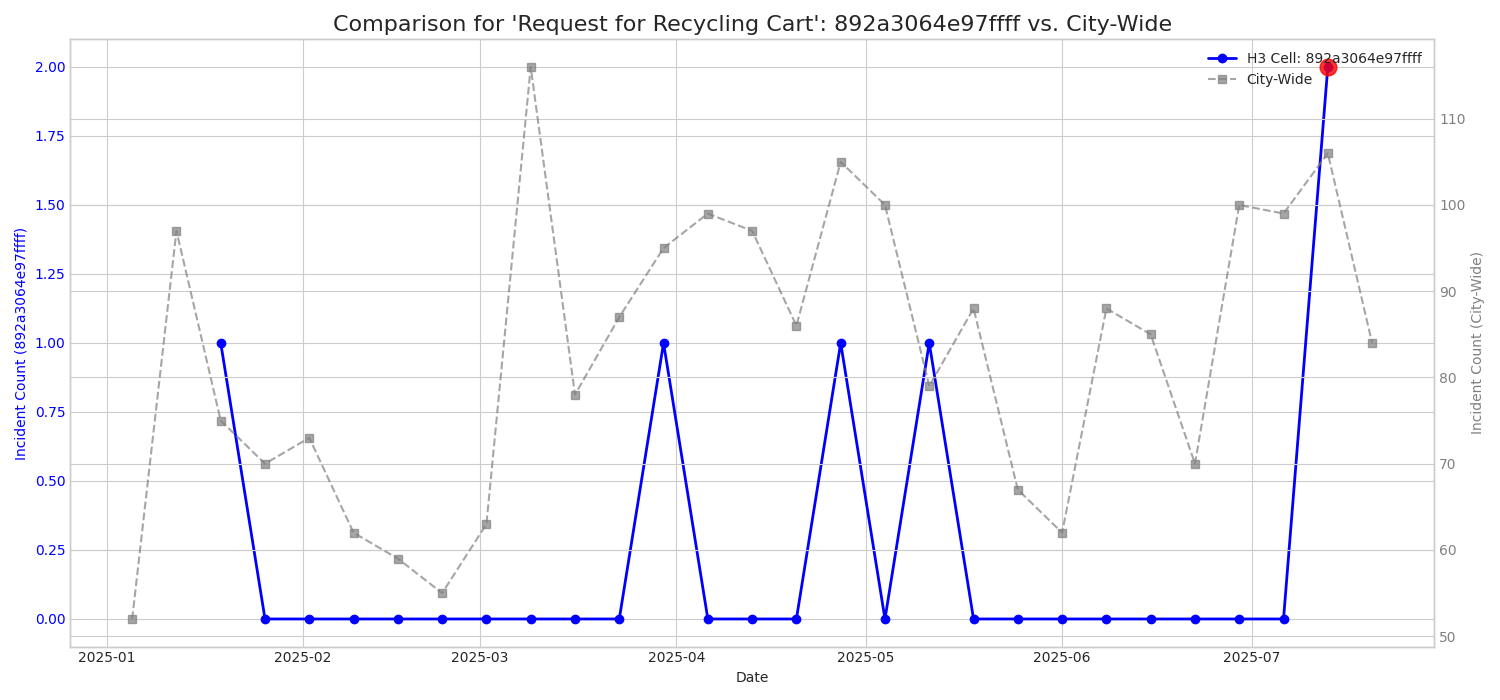 Comparison for 'Request for Recycling Cart': 892a3064e97ffff vs. City-Wide
H3 Cell: 892a3064e97ffff
City-Wide
Incident Count (892a3064e97ffff)
2.00
1.75
1.50
1.25
1.00
0.75
0.50
0.25
0.00
110
100
90
80
70
60
50
Incident Count (City-Wide)
2025-01 2025-02 2025-03 2025-04 2025-05 2025-06 2025-07
Date